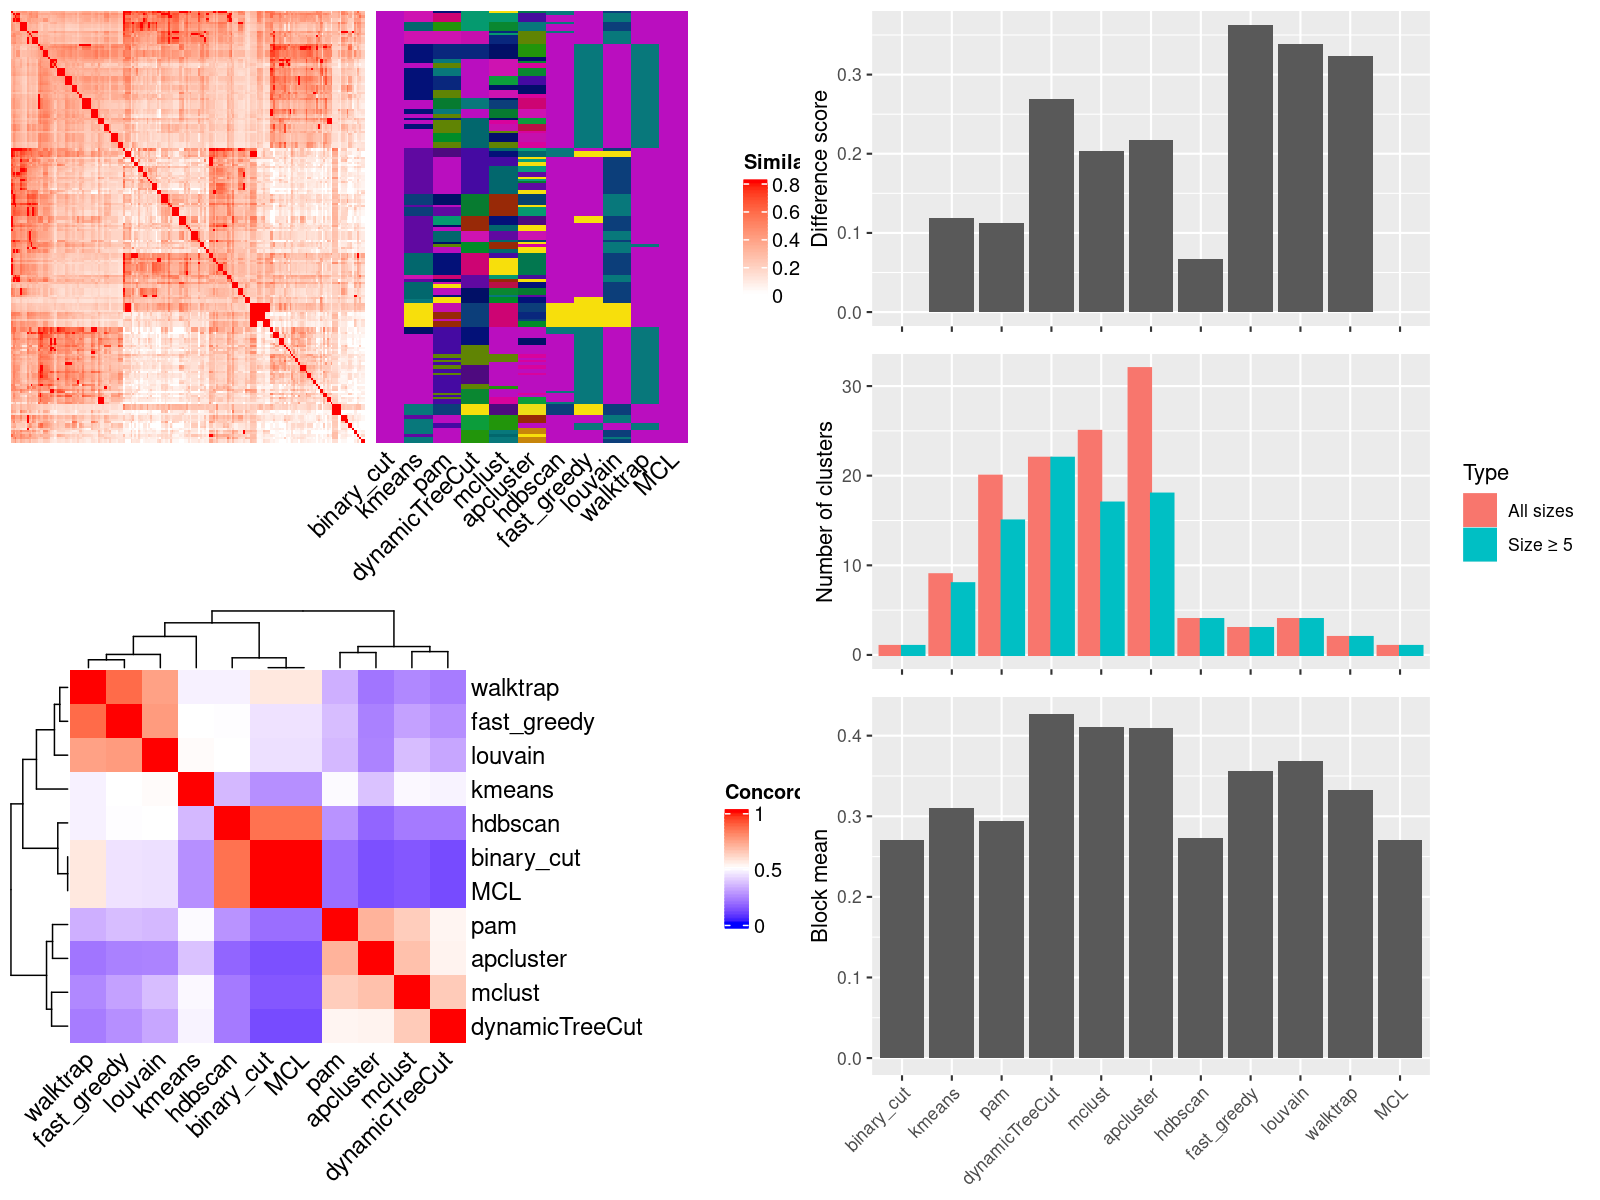 Simila
0.8
0.6
0.4
0.2
0
binary_cut
kmeans
pam
dynamicTreeCut
mclust
apcluster
hdbscan
fast_greedy
louvain
walktrap
MCL
walktrap
fast_greedy
louvain
kmeans
hdbscan
binary_cut
MCL
pam
apcluster
mclust
dynamicTreeCut
walktrap
fast_greedy
louvain
kmeans
hdbscan
binary_cut
MCL
pam
apcluster
mclust
dynamicTreeCut
Concord
1
0.5
0
Difference score
0.3
0.2
0.1
0.0
Number of clusters
30
20
10
0
Type
All sizes
Size ≥ 5
Block mean
0.4
0.3
0.2
0.1
0.0
binary_cut
kmeans
pam
dynamicTreeCut
mclust
apcluster
hdbscan
fast_greedy
louvain
walktrap
MCL